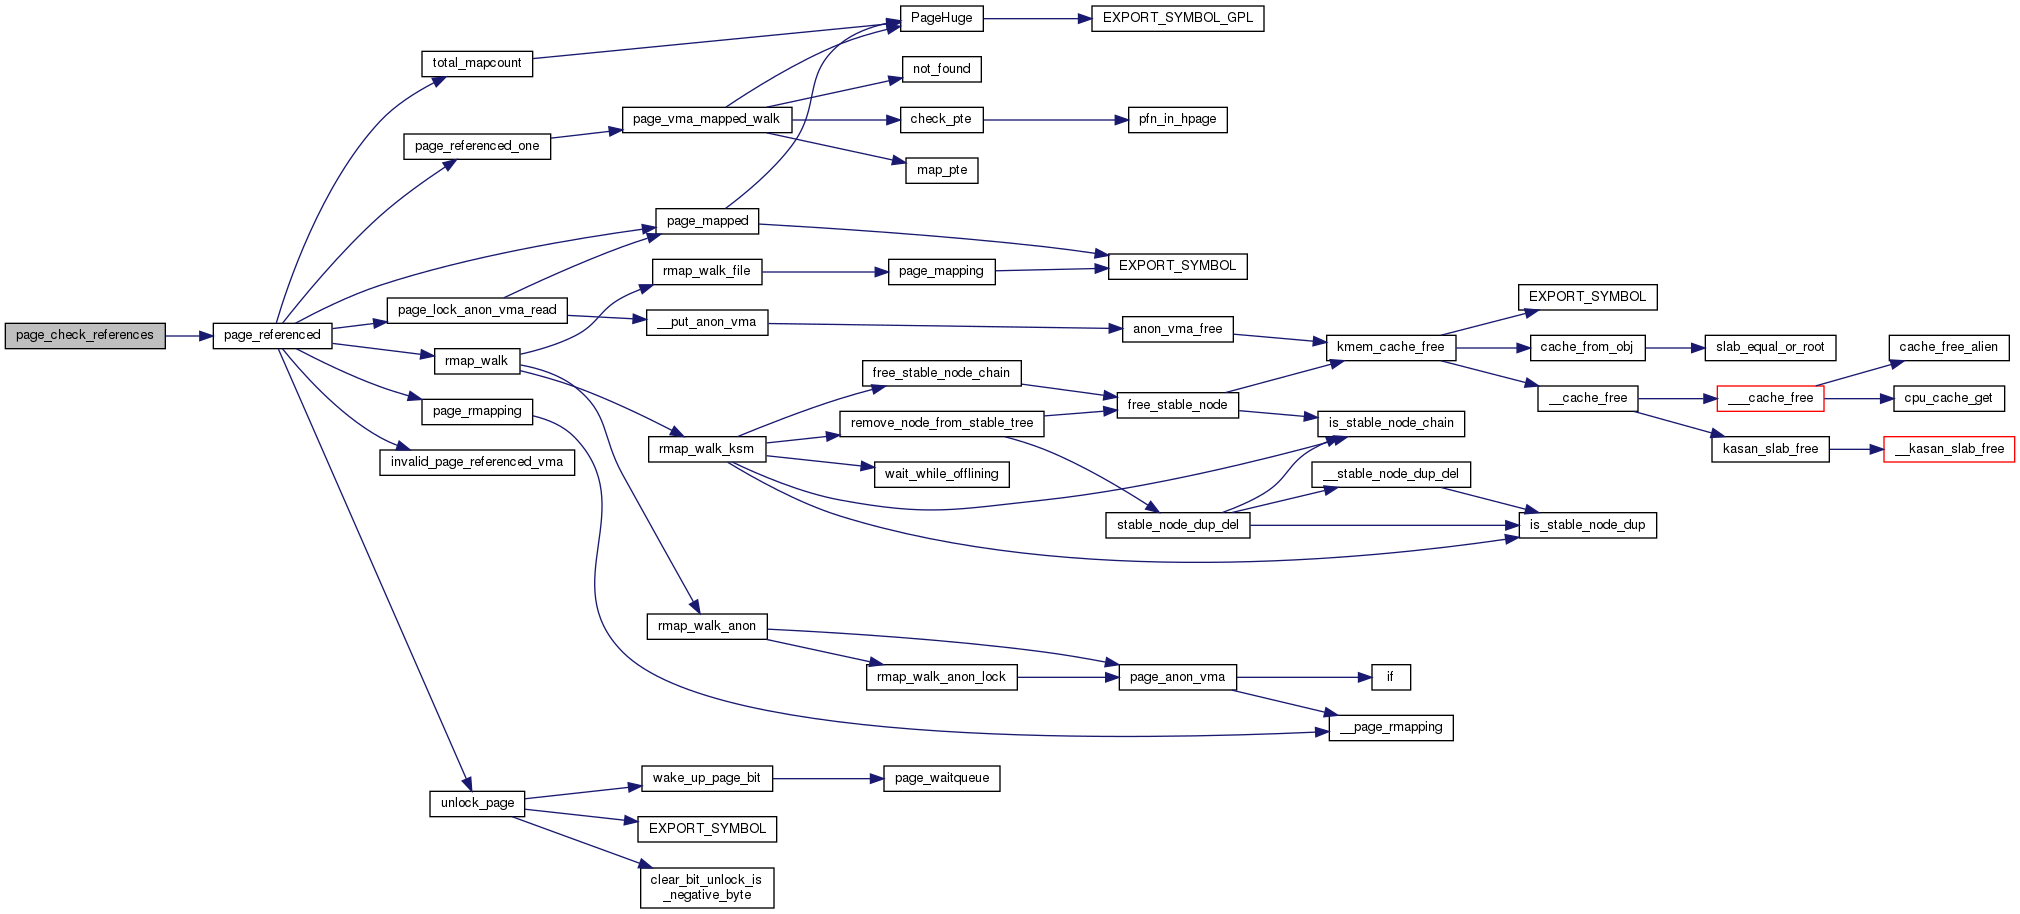 PageHuge
EXPORT_SYMBOL_GPL
total_mapcount
not_found
page_vma_mapped_walk
check_pte
pfn_in_hpage
page_referenced_one
map_pte
page_mapped
EXPORT_SYMBOL
rmap_walk_file
page_mapping
EXPORT_SYMBOL
page_lock_anon_vma_read
__put_anon_vma
anon_vma_free
page_check_references
page_referenced
kmem_cache_free
cache_from_obj
slab_equal_or_root
cache_free_alien
rmap_walk
free_stable_node_chain
__cache_free
___cache_free
cpu_cache_get
page_rmapping
free_stable_node
remove_node_from_stable_tree
is_stable_node_chain
rmap_walk_ksm
kasan_slab_free
__kasan_slab_free
invalid_page_referenced_vma
wait_while_offlining
__stable_node_dup_del
stable_node_dup_del
is_stable_node_dup
rmap_walk_anon
rmap_walk_anon_lock
page_anon_vma
if
__page_rmapping
wake_up_page_bit
page_waitqueue
unlock_page
EXPORT_SYMBOL
clear_bit_unlock_is
_negative_byte